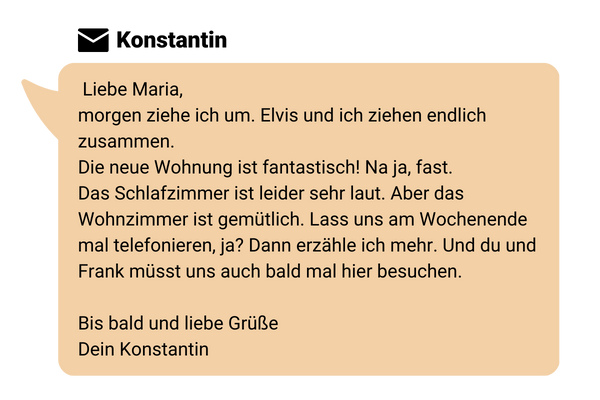 Konstantin
Liebe Maria,
morgen ziehe ich um. Elvis und ich ziehen endlich
zusammen.
Die neue Wohnung ist fantastisch! Na ja, fast.
Das Schlafzimmer ist leider sehr laut. Aber das
Wohnzimmer ist gemütlich. Lass uns am Wochenende
mal telefonieren, ja? Dann erzähle ich mehr. Und du und
Frank müsst uns auch bald mal hier besuchen.
Bis bald und liebe Grüße
Dein Konstantin